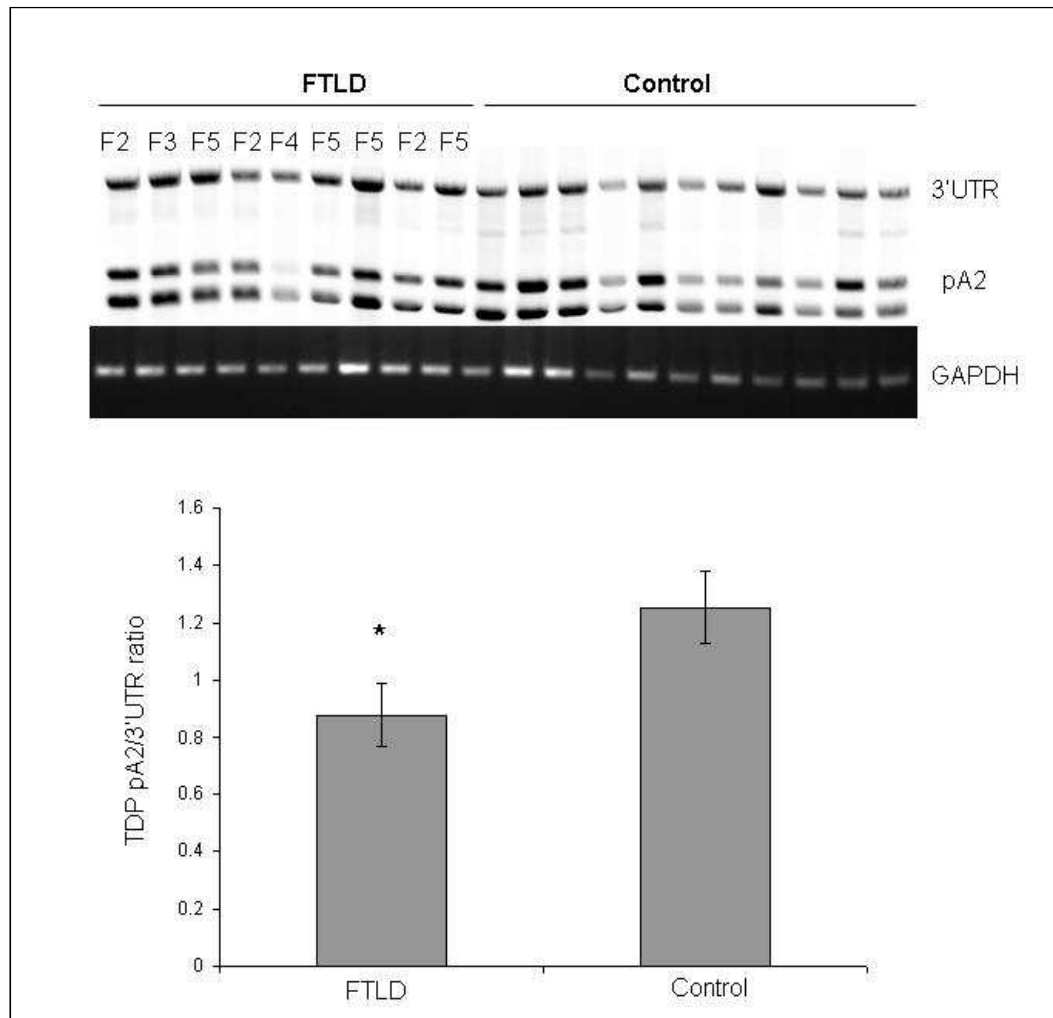 FTLD Control
F2 F3 F5 F2 F4 F5 F5 F2 F5
3'UTR
pA2
GAPDH
1.6
1.4
1.2
1
0.8
0.6
0.4
0.2
0
TDP pA2/3'UTR ratio
*
FTLD Control